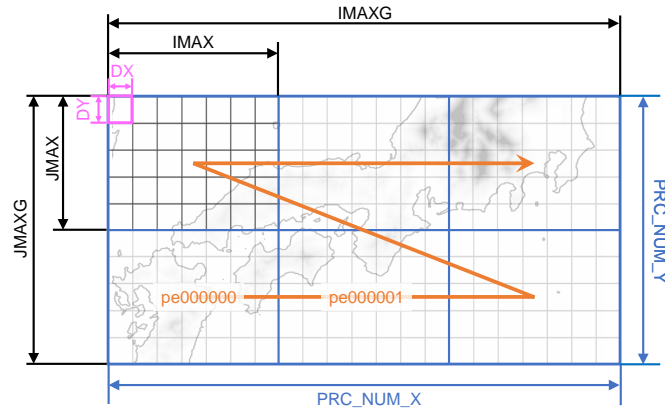 IMAXG
IMAX
DX
DY
JMAX
JMAXG
PRC_NUM_Y
pe000000
pe000001
PRC_NUM_X